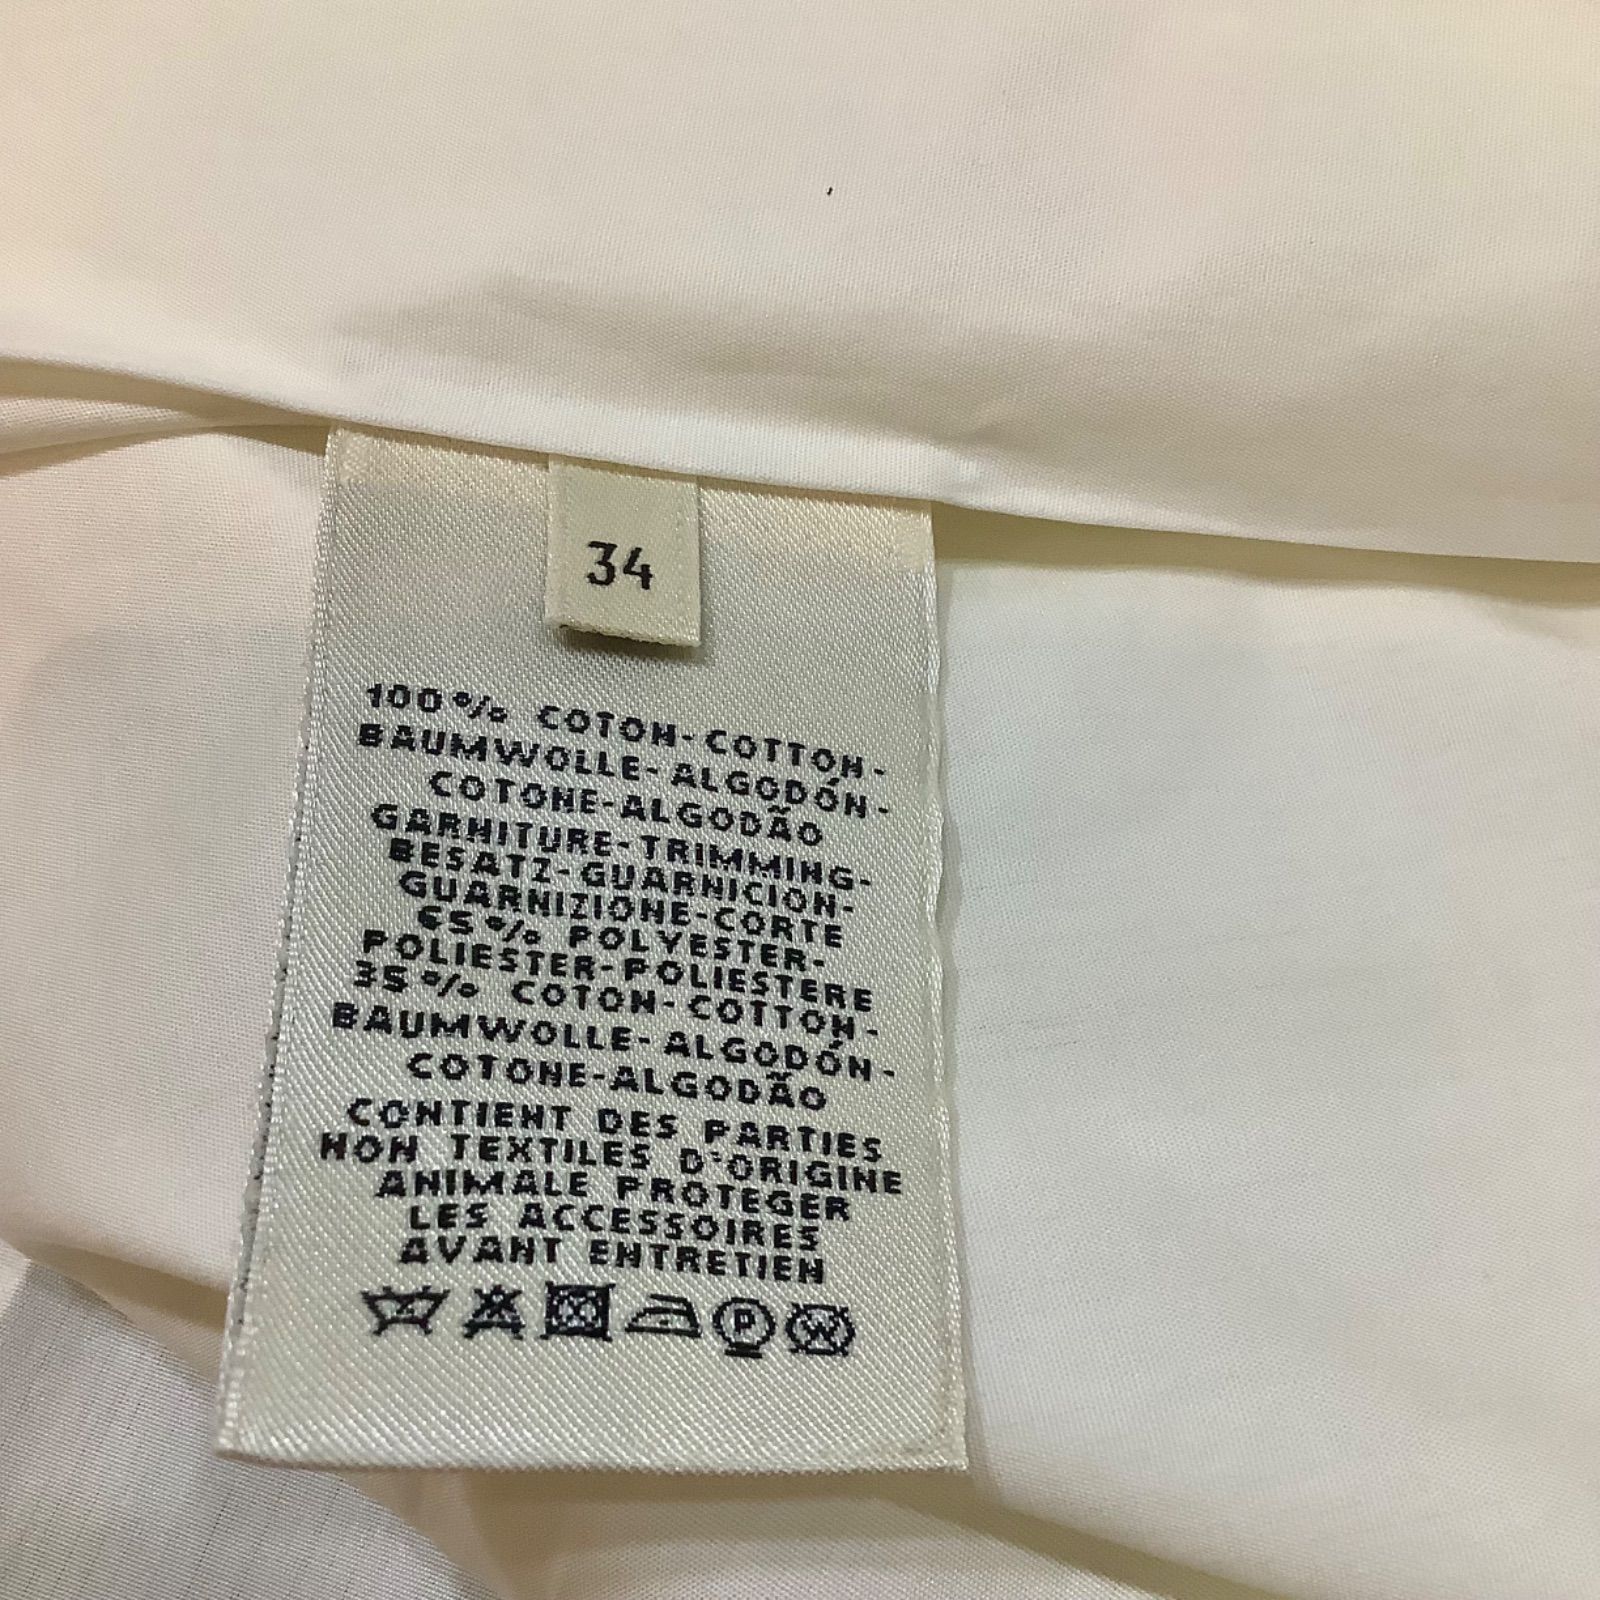 34
100% COTON-COTTON-
BAUMWOLLE-ALGODÓN-
COTONE-ALGODÃO
GARNITURE-TRIMMING-
BESATZ-GUARNICION-
GUARNIZIONE-CORTE
65% POLYESTER-
POLIESTER-POLIESTERE
35% COTON-COTTON-
BAUMWOLLE-ALGODÓN-
COTONE-ALGODÃO
CONTIENT DES PARTIES
NON TEXTILES D'ORIGINE
ANIMALE PROTEGER
LES ACCESSOIRES
AVANT ENTRETIEN
P W